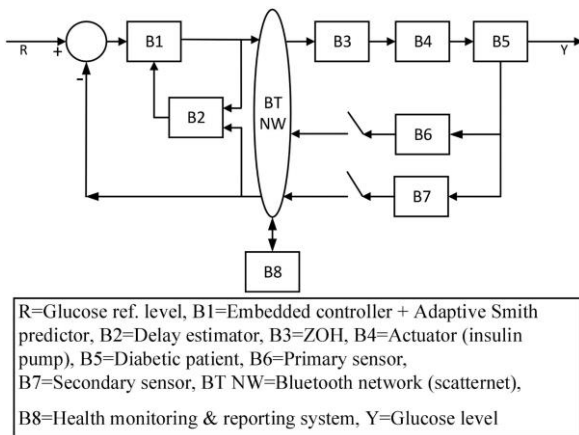 R
+
-
B1
B2
BT
NW
B3
B4
B5
Y
B6
B7
B8
R=Glucose ref. level, B1=Embedded controller + Adaptive Smith
predictor, B2=Delay estimator, B3=ZOH, B4=Actuator (insulin
pump), B5=Diabetic patient, B6=Primary sensor,
B7=Secondary sensor, BT NW=Bluetooth network (scatternet),
B8=Health monitoring & reporting system, Y=Glucose level